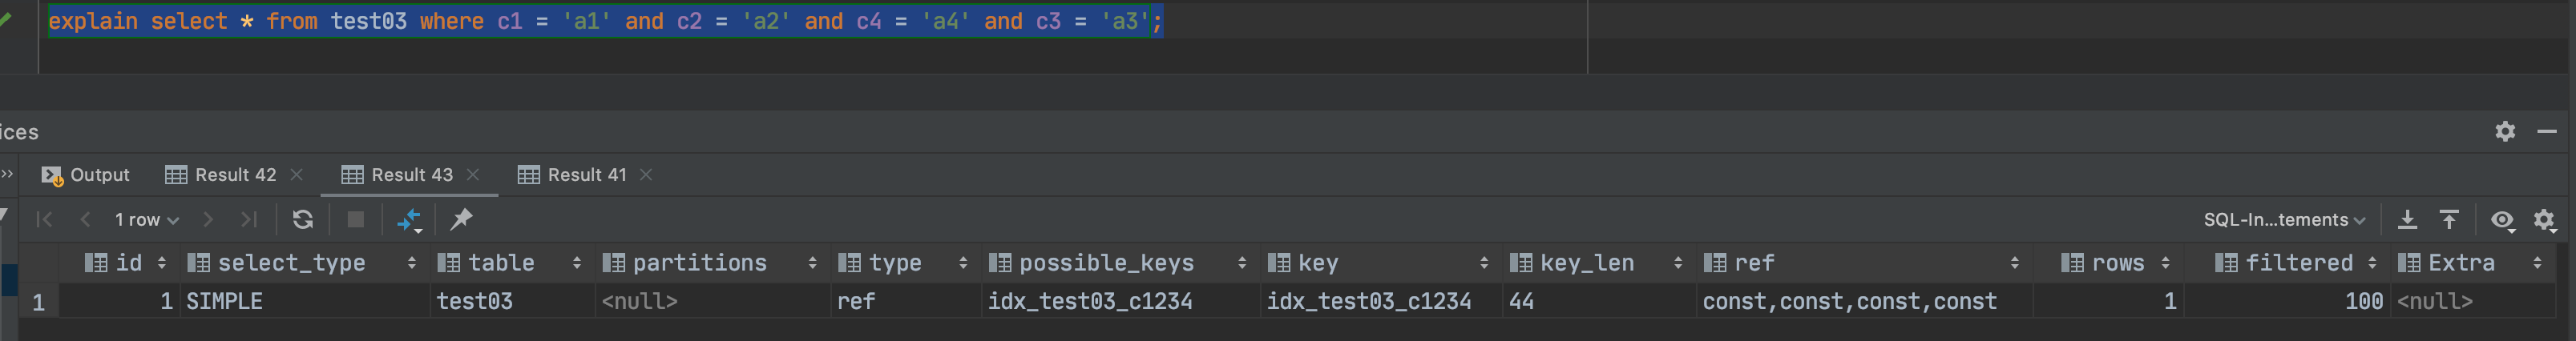 explain select * from test03 where c1 = 'a1' and c2 = 'a2' and c4 = 'a4' and c3 = 'a3';
ices
Output Result 42 Result 43 Result 41
1 row SQL-In...tements
id select_type table partitions type possible_keys key key_len ref rows filtered Extra
1 1 SIMPLE test03 <null> ref idx_test03_c1234 idx_test03_c1234 44 const,const,const,const 1 100 <null>